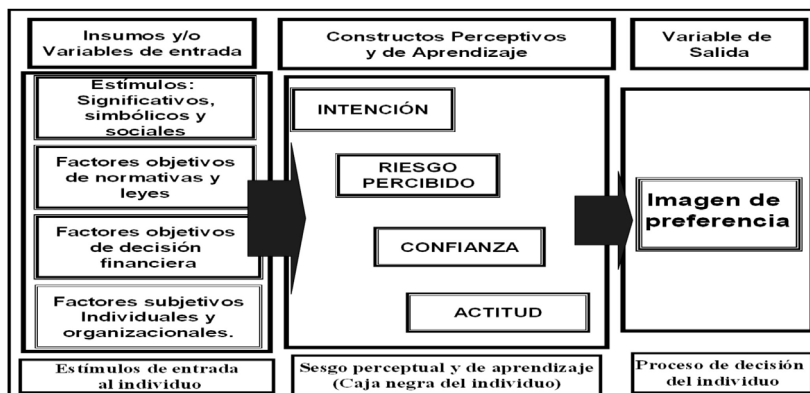 Insumos y/o
Variables de entrada
Constructos Perceptivos
y de Aprendizaje
Variable de
Salida
Estímulos:
Significativos,
simbólicos y
sociales
Factores objetivos
de normativas y
leyes
Factores objetivos
de decisión
financiera
Factores subjetivos
Individuales y
organizacionales.
INTENCIÓN
RIESGO
PERCIBIDO
CONFIANZA
ACTITUD
Imagen de
preferencia
Estímulos de entrada
al individuo
Sesgo perceptual y de aprendizaje
(Caja negra del individuo)
Proceso de decisión
del individuo